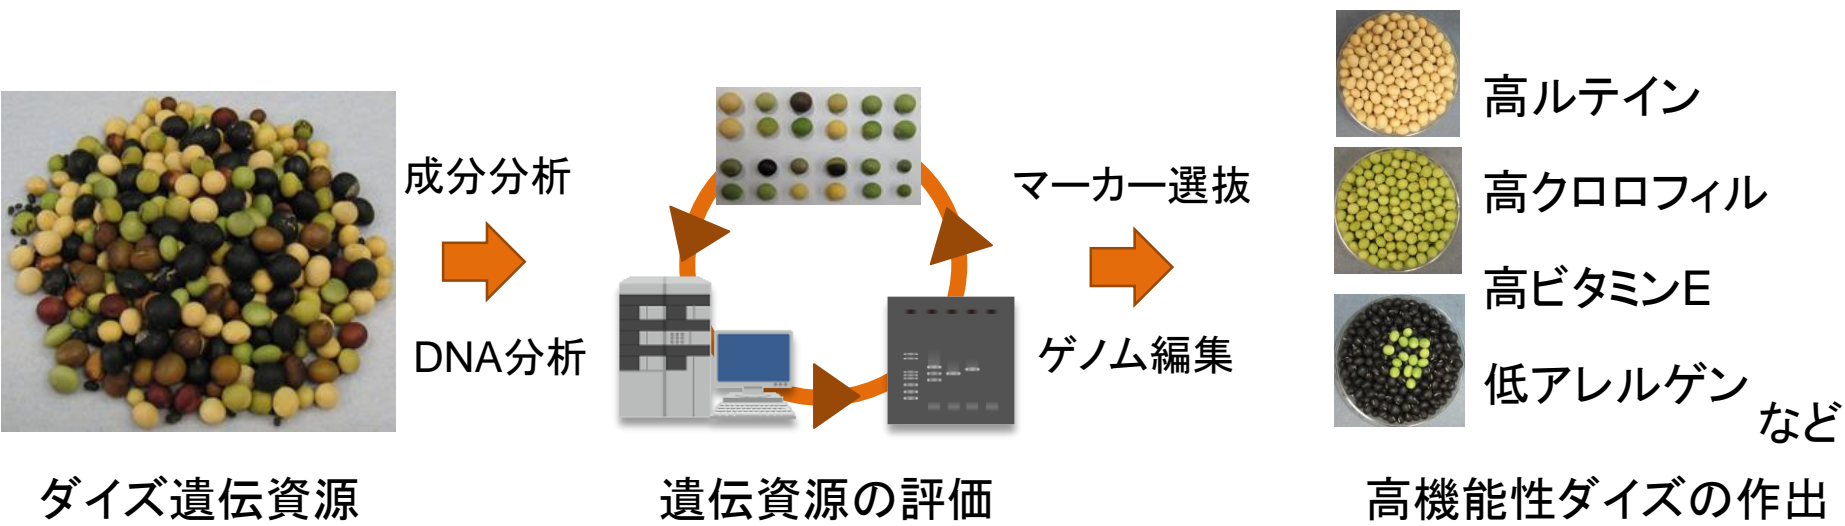 成分分析
DNA分析
ダイズ遺伝資源
遺伝資源の評価
マーカー選抜
ゲノム編集
高ルテイン
高クロロフィル
高ビタミンE
低アレルゲン
など
高機能性ダイズの作出